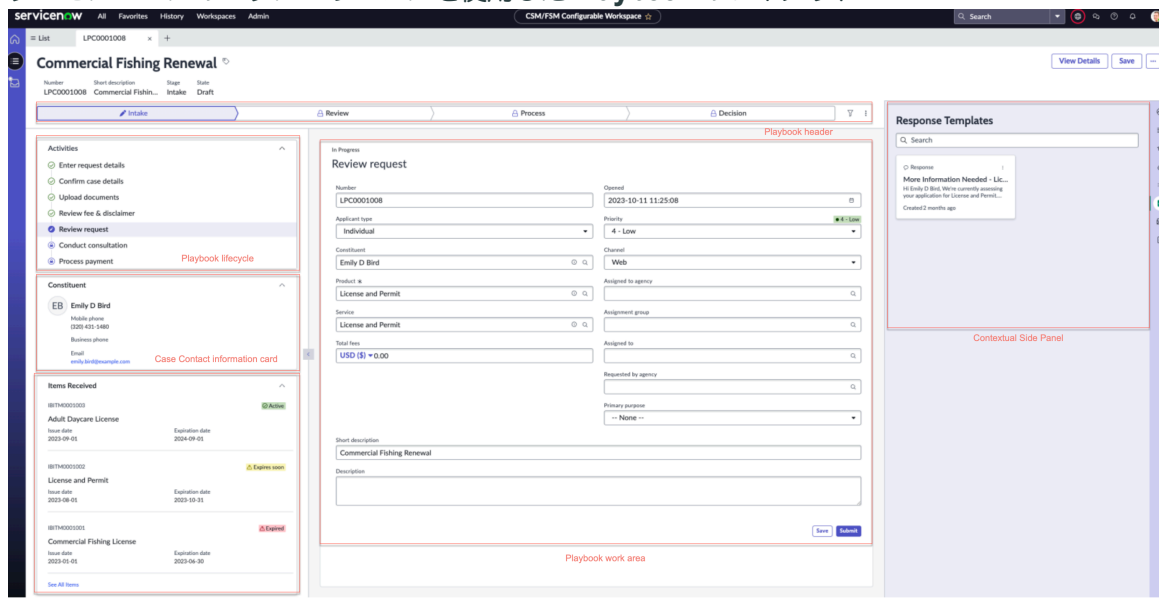 servicenow All Favorites History Workspaces Admin CSM/FSM Configurable Workspace ☆ Search
List LPC0001008 × +
Commercial Fishing Renewal View Details Save
Number Short description Stage State
LPC0001008 Commercial Fishin... Intake Draft
Intake Review Process Decision
Playbook header
Activities
Enter request details
Confirm case details
Upload documents
Review fee & disclaimer
Review request
Conduct consultation
Process payment
Playbook lifecycle
Constituent
EB Emily D Bird
Mobile phone
(320) 431-1480
Business phone
Email
emily.bird@example.com
Case Contact information card
Items Received
IBITM0001003 Active
Adult Daycare License
Issue date Expiration date
2023-09-01 2024-09-01
IBITM0001002 Expires soon
License and Permit
Issue date Expiration date
2023-08-01 2023-10-31
IBITM0001001 Expired
Commercial Fishing License
Issue date Expiration date
2023-01-01 2023-06-30
See All Items
In Progress
Review request
Number Opened
LPC0001008 2023-10-11 11:25:08
Applicant type Priority 4 - Low
Individual 4 - Low
Constituent Channel
Emily D Bird Web
Product Assigned to agency
License and Permit
Service Assignment group
License and Permit
Total fees Assigned to
USD ($) 0.00
Requested by agency
Primary purpose
-- None --
Short description
Commercial Fishing Renewal
Description
Save Submit
Playbook work area
Response Templates
Search
Response
More Information Needed - Lic...
Hi Emily D Bird, We're currently assessing
your application for License and Permit....
Created 2 months ago
Contextual Side Panel